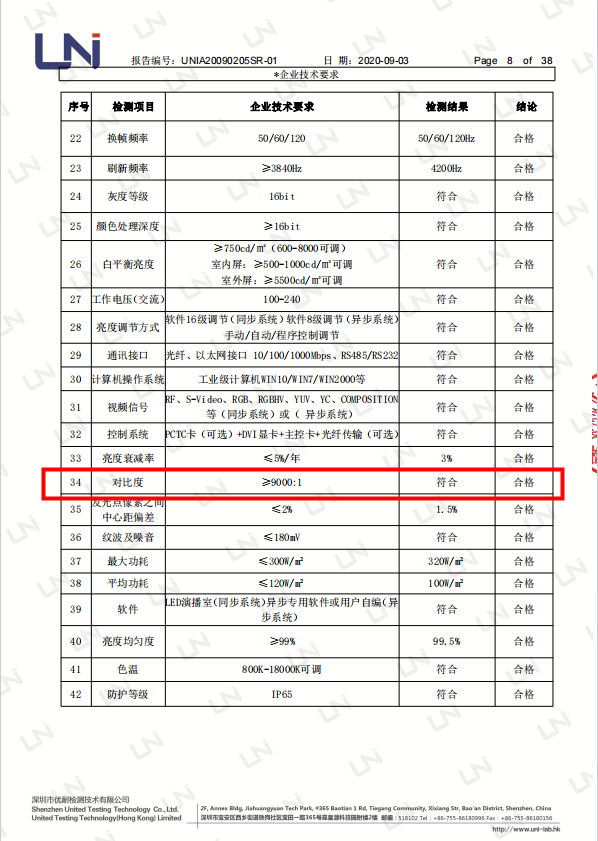 LNi
报告编号: UNIA20090205SR-01 日 期: 2020-09-03 Page 8 of 38
*企业技术要求
序号 检测项目 企业技术要求 检测结果 结论
22 换帧频率 50/60/120 50/60/120Hz 合格
23 刷新频率 ≥3840Hz 4200Hz 合格
24 灰度等级 16bit 符合 合格
25 颜色处理深度 ≥16bit 符合 合格
26 白平衡亮度 ≥750cd/㎡（600-8000可调） 符合 合格
室内屏: ≥500-1000cd/㎡可调
室外屏: ≥5500cd/㎡可调
27 工作电压(交流) 100-240 符合 合格
28 亮度调节方式 软件16级调节(同步系统)软件8级调节(异步系统) 符合 合格
手动/自动/程序控制调节
29 通讯接口 光纤、以太网接口 10/100/1000Mbps、RS485/RS232 符合 合格
30 计算机操作系统 工业级计算机WIN10/WIN7/WIN2000等 符合 合格
31 视频信号 RF、S-Video、RGB、RGBHV、YUV、YC、COMPOSITION 符合 合格
等(同步系统)或( 异步系统)
32 控制系统 PCTC卡(可选)+DVI显卡+主控卡+光纤传输(可选) 符合 合格
33 亮度衰减率 ≤5%/年 3% 合格
34 对比度 ≥9000:1 符合 合格
35 发光点像素之间 ≤2% 1.5% 合格
中心距偏差
36 纹波及噪音 ≤180mV 符合 合格
37 最大功耗 ≤300W/㎡ 320W/㎡ 合格
38 平均功耗 ≤120W/㎡ 100W/㎡ 合格
39 软件 LED演播室(同步系统)异步专用软件或用户自编(异 符合 合格
步系统)
40 亮度均匀度 ≥99% 99.5% 合格
41 色温 800K-18000K可调 符合 合格
42 防护等级 IP65 符合 合格
深圳市优耐检测技术有限公司
Shenzhen United Testing Technology Co.,Ltd.
United Testing Technology(Hong Kong) Limited
2F, Annex Bldg, Jiahuangyuan Tech Park, #365 Baotian 1 Rd, Tiegang Community, Xixiang Str, Bao'an District, Shenzhen, China
深圳市宝安区西乡街道铁岗社区宝田一路365号嘉皇源科技园附楼2楼 邮编:518102 Tel:+86-755-86180996 Fax:+86-755-86180156
http://www.uni-lab.hk